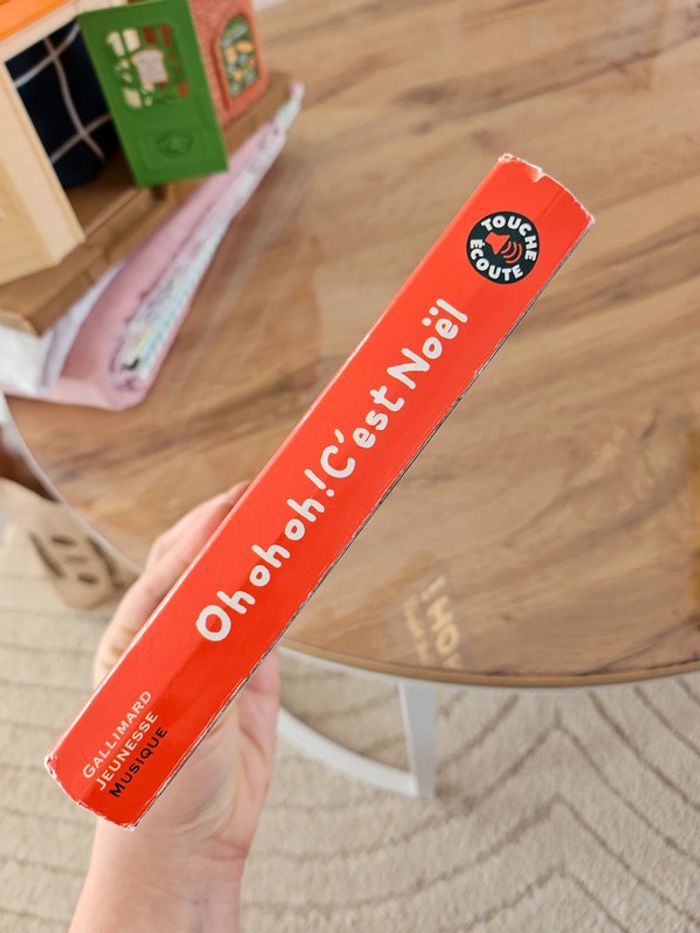 TOUCHE
ÉCOUTE
Oh oh oh! C'est Noël
GALLIMARD
JEUNESSE
MUSIQUE